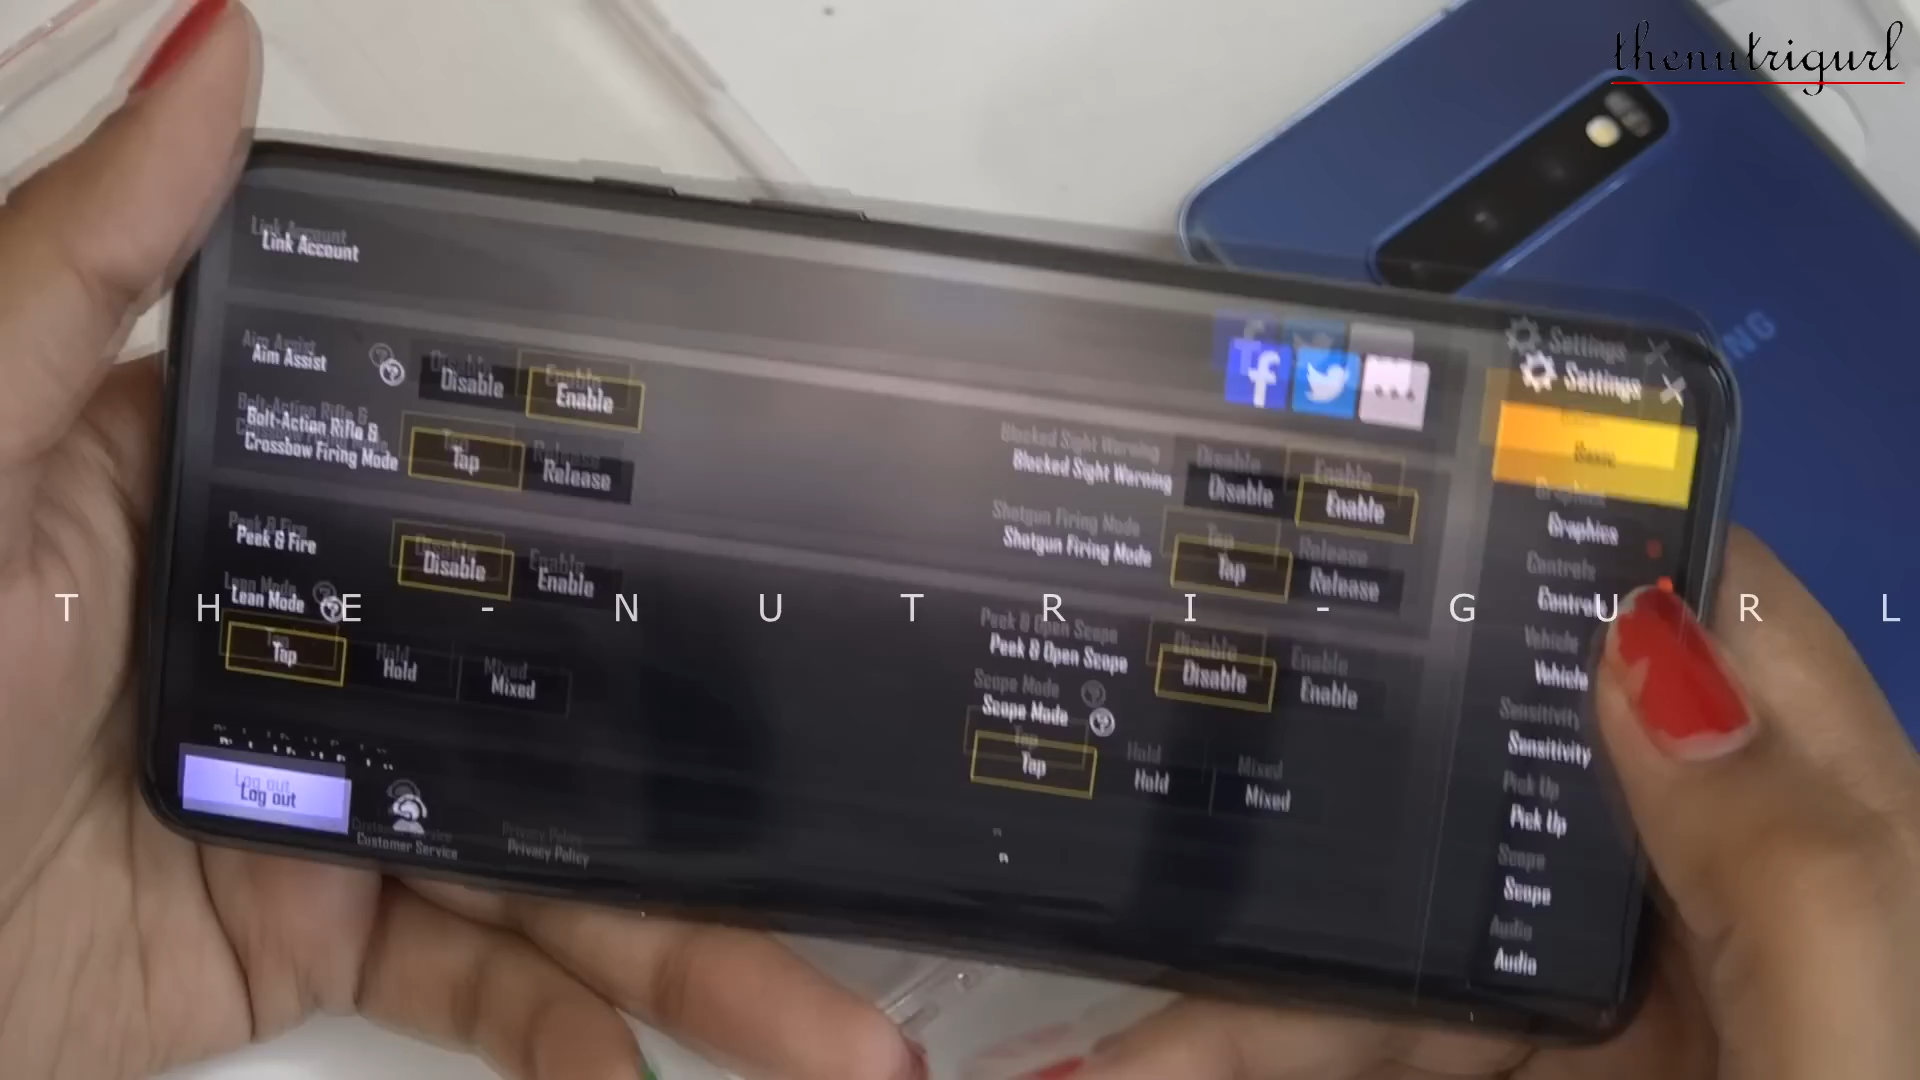 thenutrigurl
Link Account
Settings
Basic
Aim Assist
Disable
Enable
Bolt-Action Rifle &
Crossbow Firing Mode
Tap
Release
Blocked Sight Warning
Disable
Enable
Shotgun Firing Mode
Tap
Release
Peek & Fire
Disable
Enable
Lean Mode
Tap
Hold
Mixed
Peek & Open Scope
Disable
Enable
Scope Mode
Tap
Hold
Mixed
Graphics
Controls
Vehicle
Sensitivity
Pick Up
Scope
Audio
Log out
Customer Service
Privacy Policy
T H E - N U T R I - G U R L